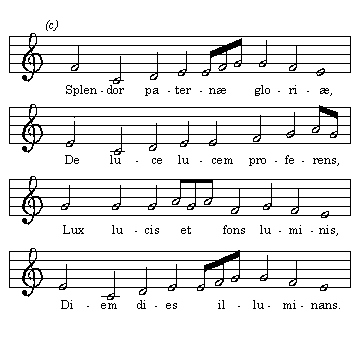 (c)
Splen - dor pa - ter - næ glo - ri - æ,
De lu - ce lu - cem pro - fe - rens,
Lux lu - cis et fons lu - mi - nis,
Di - em di - es il - lu - mi - nans.